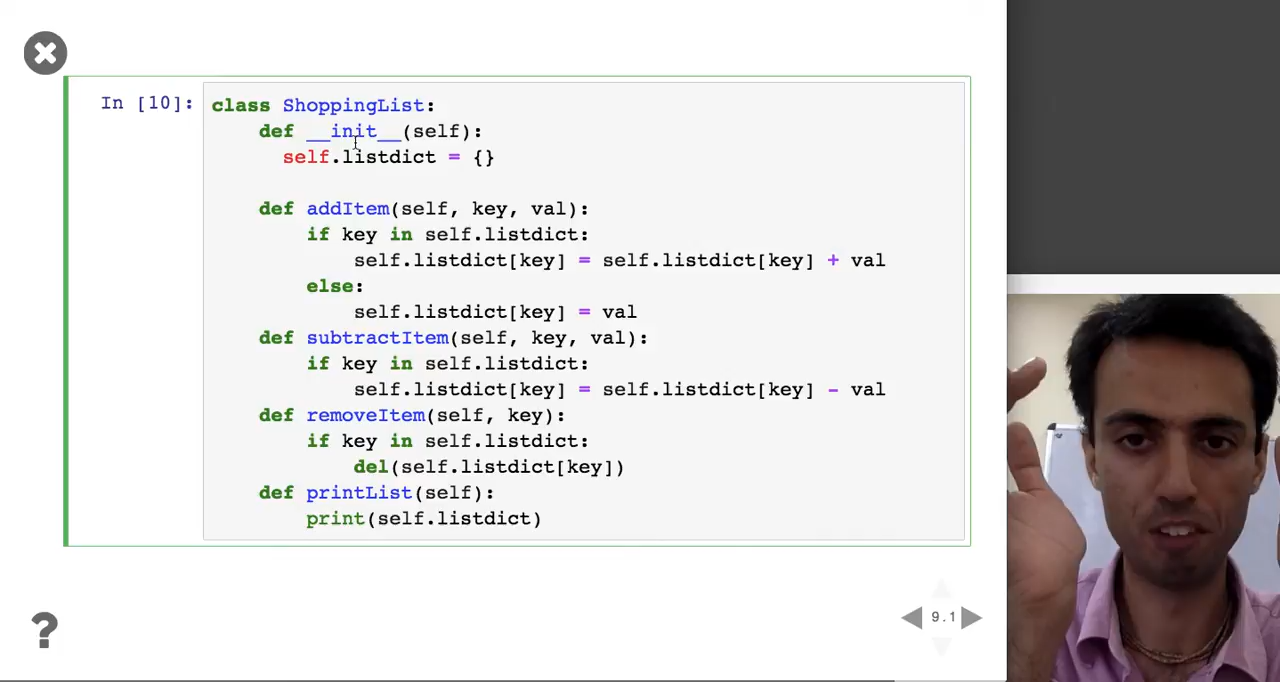 In [10]:
class ShoppingList:
def __init__(self):
self.listdict = {}
def addItem(self, key, val):
if key in self.listdict:
self.listdict[key] = self.listdict[key] + val
else:
self.listdict[key] = val
def subtractItem(self, key, val):
if key in self.listdict:
self.listdict[key] = self.listdict[key] - val
def removeItem(self, key):
if key in self.listdict:
del(self.listdict[key])
def printList(self):
print(self.listdict)
9.1
?